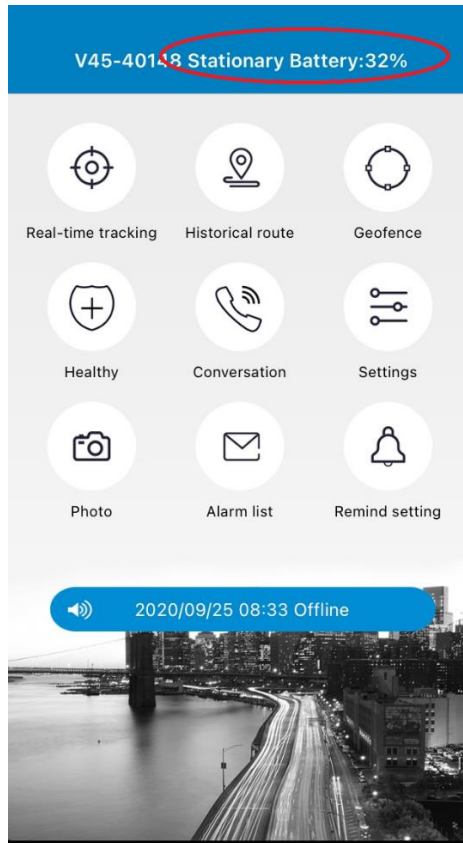 V45-40148 Stationary Battery:32%
Real-time tracking
Historical route
Geofence
Healthy
Conversation
Settings
Photo
Alarm list
Remind setting
2020/09/25 08:33 Offline